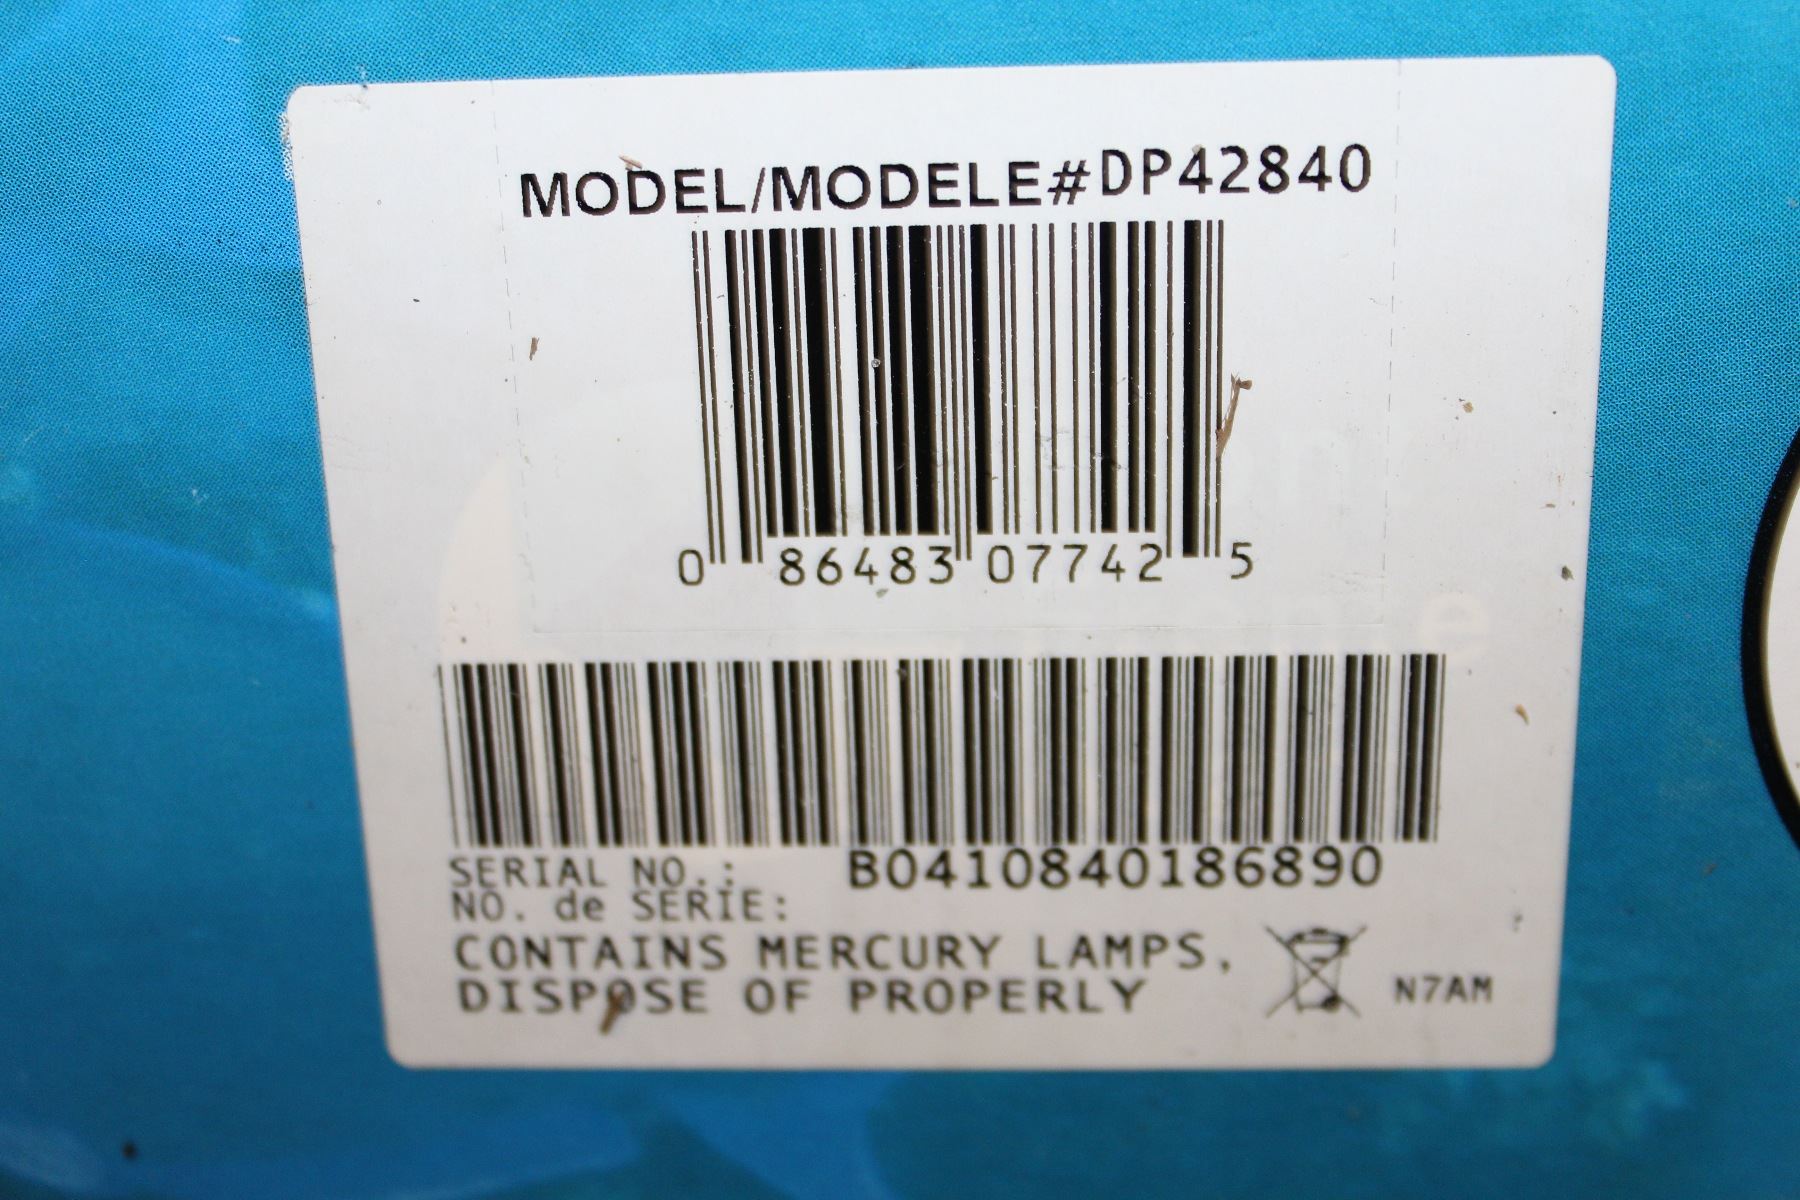 MODEL/MODELE#DP42840
0 86483 07742 5
SERIAL NO.: B0410840186890
NO. de SERIE:
CONTAINS MERCURY LAMPS,
DISPOSE OF PROPERLY
N7AM